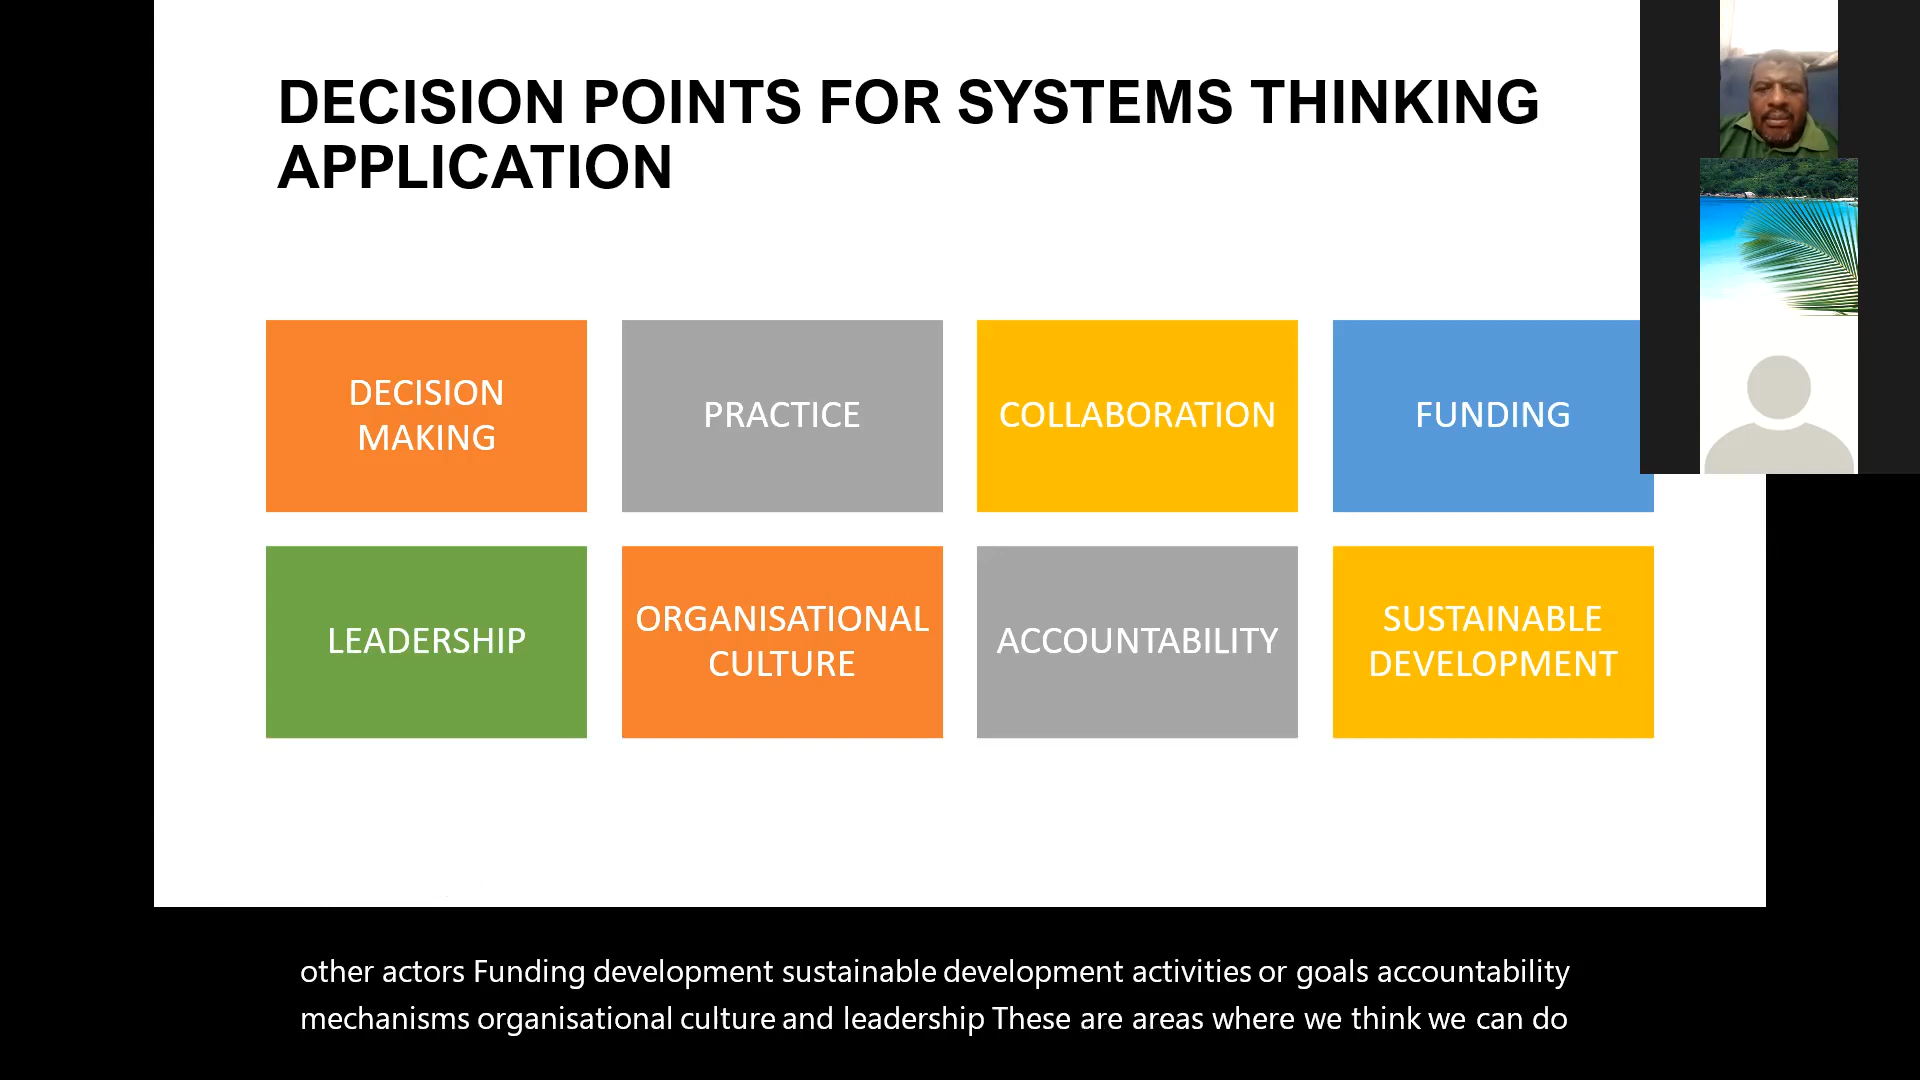 DECISION POINTS FOR SYSTEMS THINKING
APPLICATION
DECISION
MAKING
PRACTICE
COLLABORATION
FUNDING
LEADERSHIP
ORGANISATIONAL
CULTURE
ACCOUNTABILITY
SUSTAINABLE
DEVELOPMENT
other actors Funding development sustainable development activities or goals accountability
mechanisms organisational culture and leadership These are areas where we think we can do